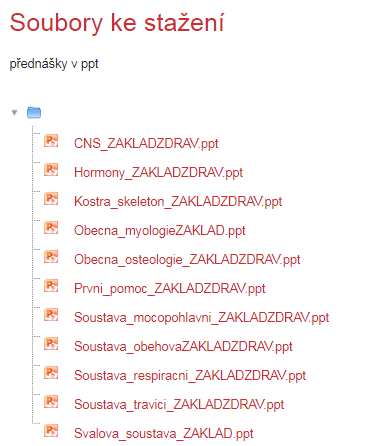 Soubory ke stažení
přednášky v ppt
CNS_ZAKLADZDRAV.ppt
Hormony_ZAKLADZDRAV.ppt
Kostra_skeleton_ZAKLADZDRAV.ppt
Obecna_myologieZAKLAD.ppt
Obecna_osteologie_ZAKLADZDRAV.ppt
Prvni_pomoc_ZAKLADZDRAV.ppt
Soustava_mocopohlavni_ZAKLADZDRAV.ppt
Soustava_obehovaZAKLADZDRAV.ppt
Soustava_respiracni_ZAKLADZDRAV.ppt
Soustava_travici_ZAKLADZDRAV.ppt
Svalova_soustava_ZAKLAD.ppt